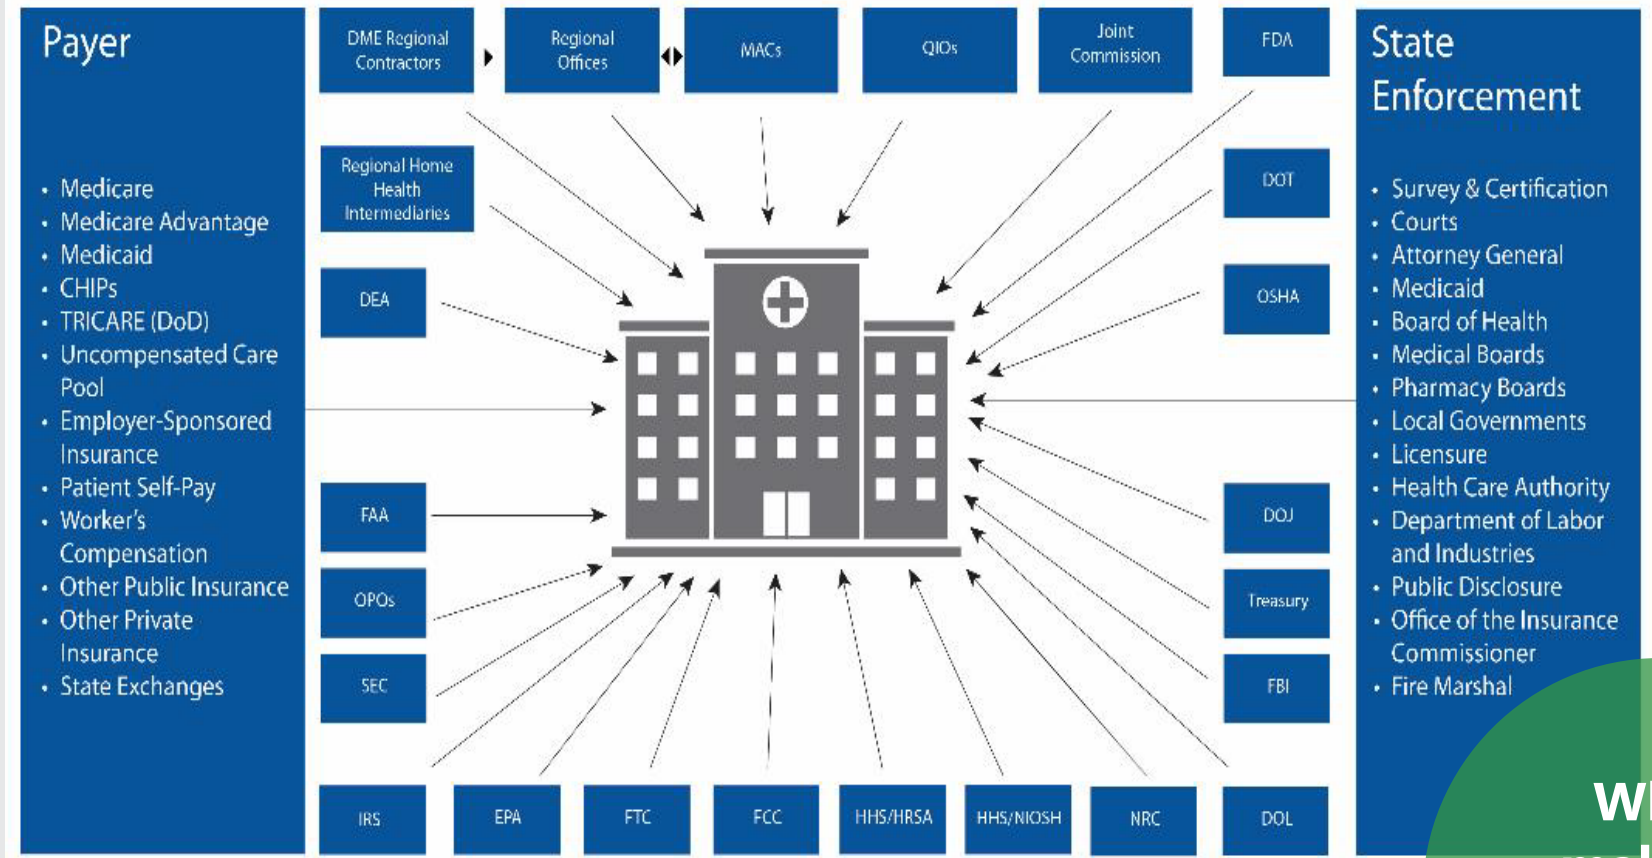 Payer
• Medicare
• Medicare Advantage
• Medicaid
• CHIPs
• TRICARE (DoD)
• Uncompensated Care
Pool
• Employer-Sponsored
Insurance
• Patient Self-Pay
• Worker's
Compensation
• Other Public Insurance
• Other Private
Insurance
• State Exchanges
DME Regional
Contractors
Regional
Offices
MACs
QIOs
Joint
Commission
FDA
Regional Home
Health
Intermediaries
DOT
DEA
OSHA
FAA
DOJ
OPOs
Treasury
SEC
FBI
IRS
EPA
FTC
FCC
HHS/HRSA
HHS/NIOSH
NRC
DOL
State
Enforcement
• Survey & Certification
• Courts
• Attorney General
• Medicaid
• Board of Health
• Medical Boards
• Pharmacy Boards
• Local Governments
• Licensure
• Health Care Authority
• Department of Labor
and Industries
• Public Disclosure
• Office of the Insurance
Commissioner
• Fire Marshal